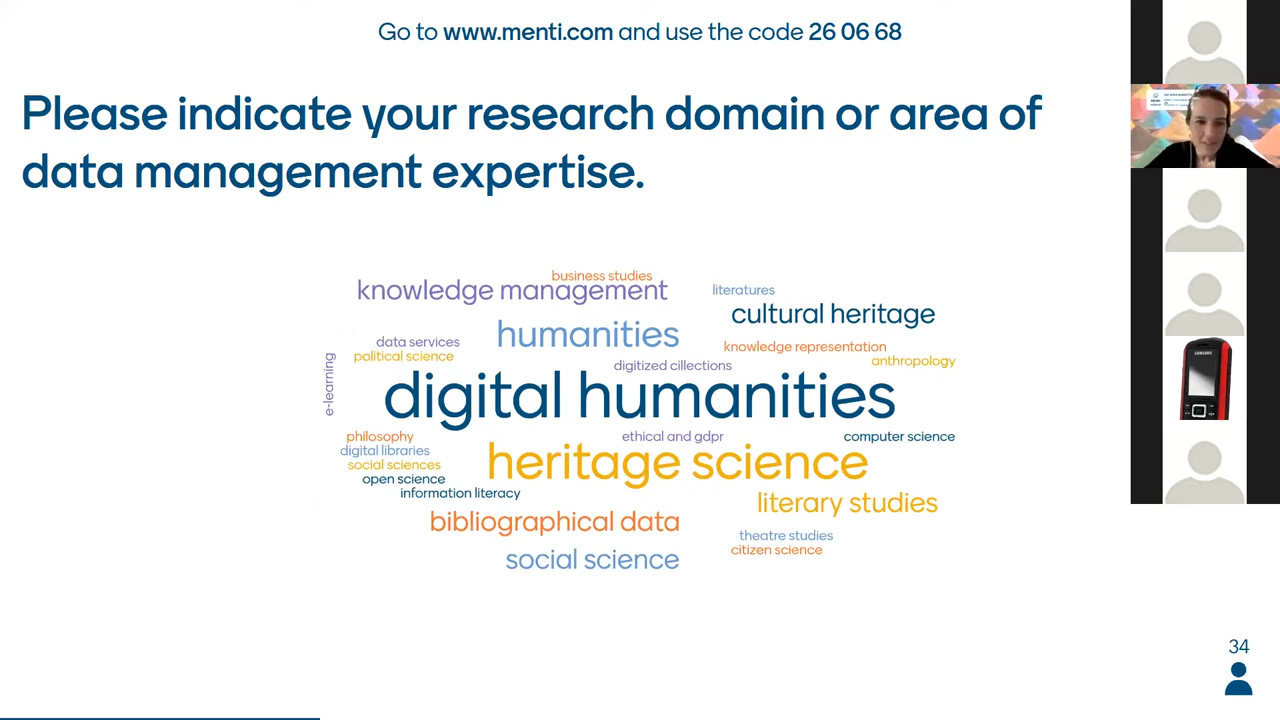 Go to www.menti.com and use the code 26 06 68
Please indicate your research domain or area of
data management expertise.
business studies
knowledge management
literatures
cultural heritage
humanities
data services
knowledge representation
political science
digitized cillections
anthropology
e-learning
digital humanities
philosophy
ethical and gdpr
computer science
digital libraries
heritage science
social sciences
open science
information literacy
literary studies
bibliographical data
theatre studies
citizen science
social science
SAMSUNG
34